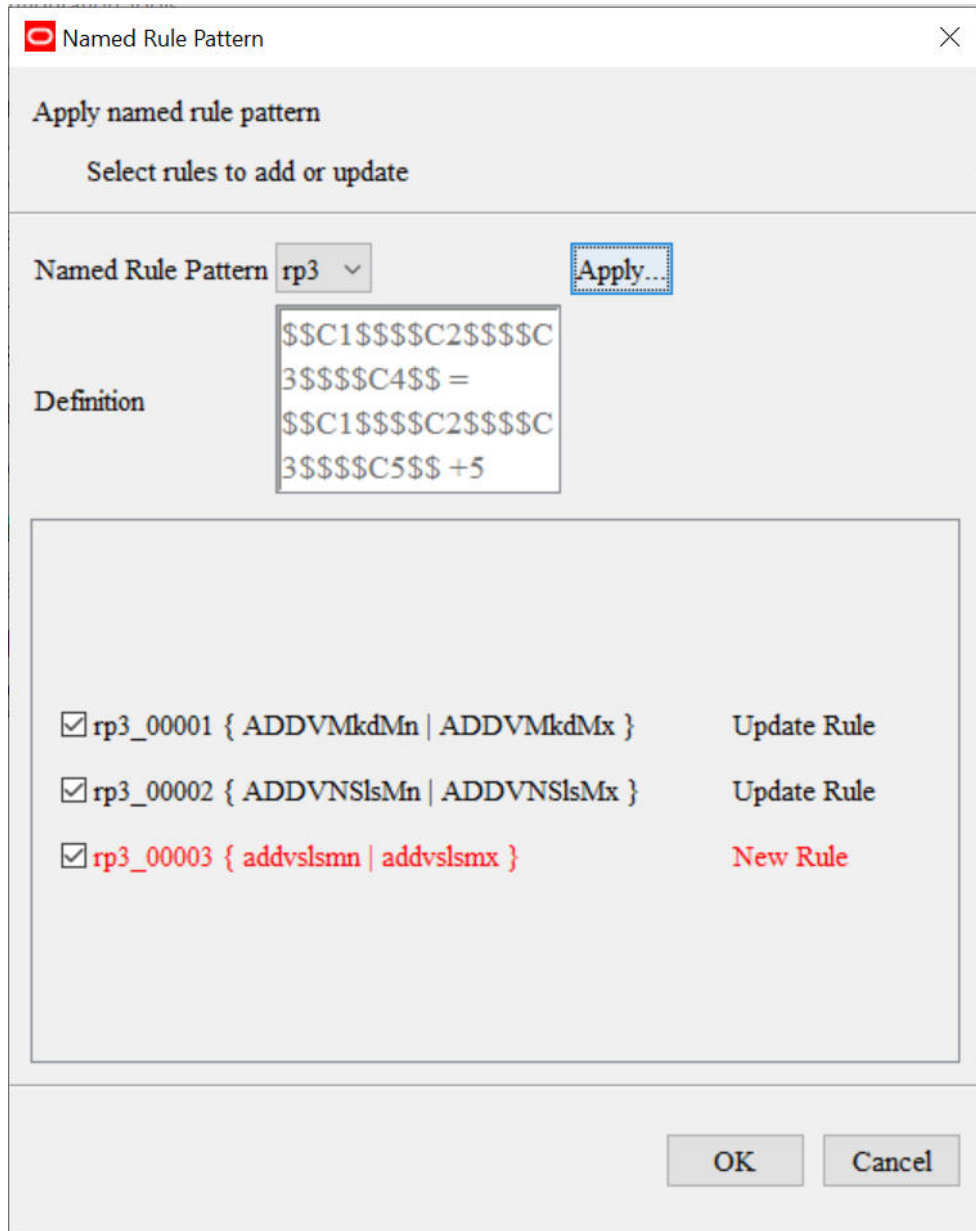 Named Rule Pattern
Apply named rule pattern
Select rules to add or update
Named Rule Pattern rp3 Apply...
Definition
$$C1$$$$C2$$$$C
3$$$$C4$$ =
$$C1$$$$C2$$$$C
3$$$$C5$$ +5
rp3_00001 { ADDVMkdMn | ADDVMkdMx } Update Rule
rp3_00002 { ADDVNSlsMn | ADDVNSlsMx } Update Rule
rp3_00003 { addvslsmn | addvslsmx } New Rule
OK Cancel